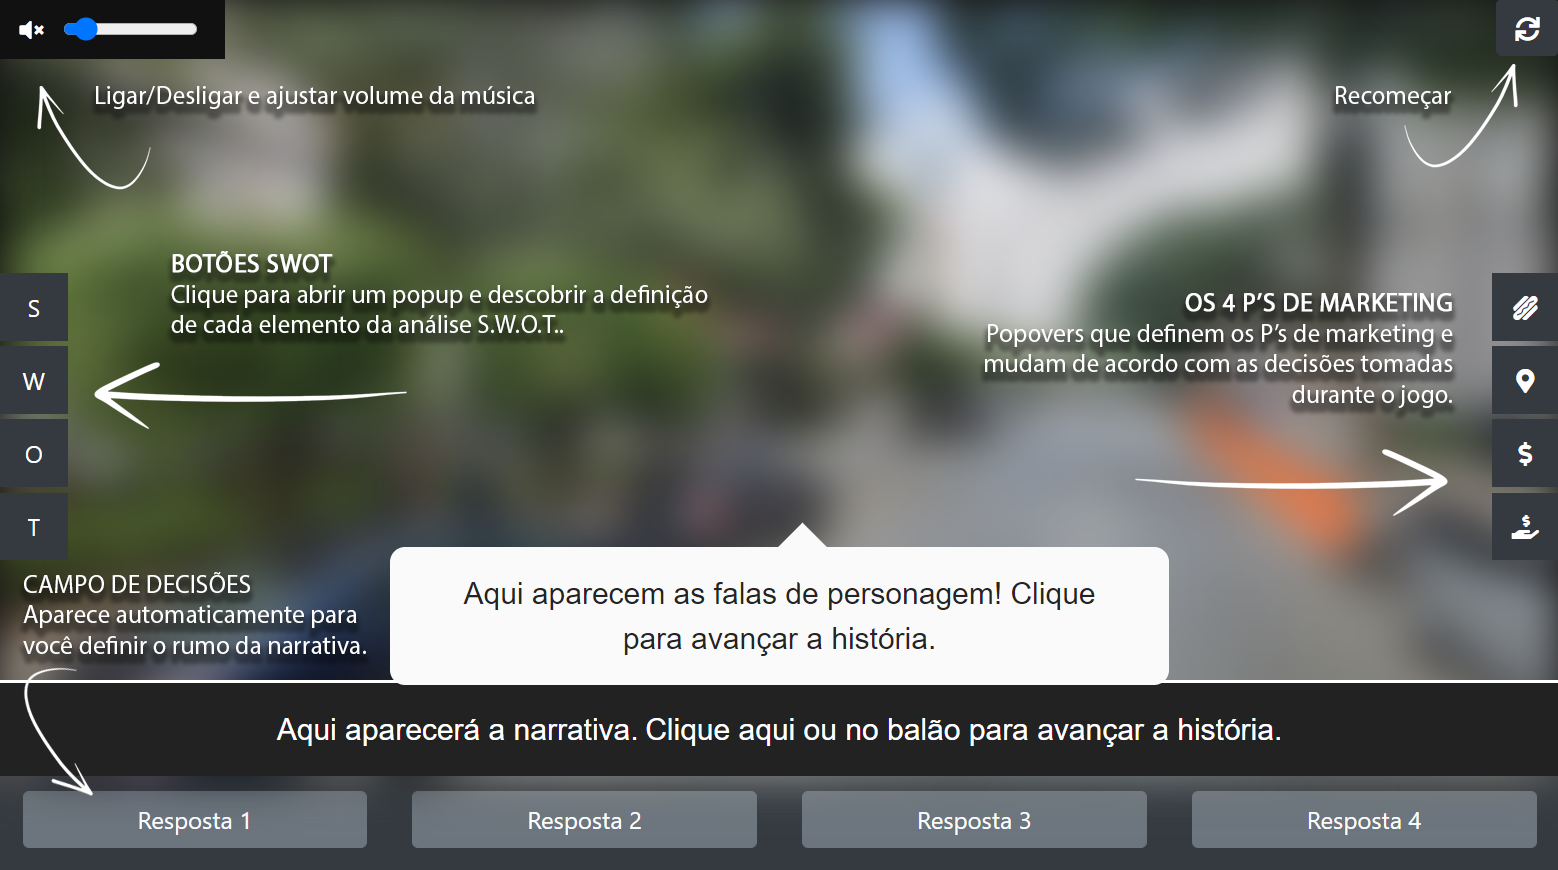 Ligar/Desligar e ajustar volume da música
Recomeçar
BOTÕES SWOT
Clique para abrir um popup e descobrir a definição
de cada elemento da análise S.W.O.T..
S
W
O
T
OS 4 P'S DE MARKETING
Popovers que definem os P's de marketing e
mudam de acordo com as decisões tomadas
durante o jogo.
$
$
CAMPO DE DECISÕES
Aparece automaticamente para
você definir o rumo da narrativa.
Aqui aparecem as falas de personagem! Clique
para avançar a história.
Aqui aparecerá a narrativa. Clique aqui ou no balão para avançar a história.
Resposta 1
Resposta 2
Resposta 3
Resposta 4